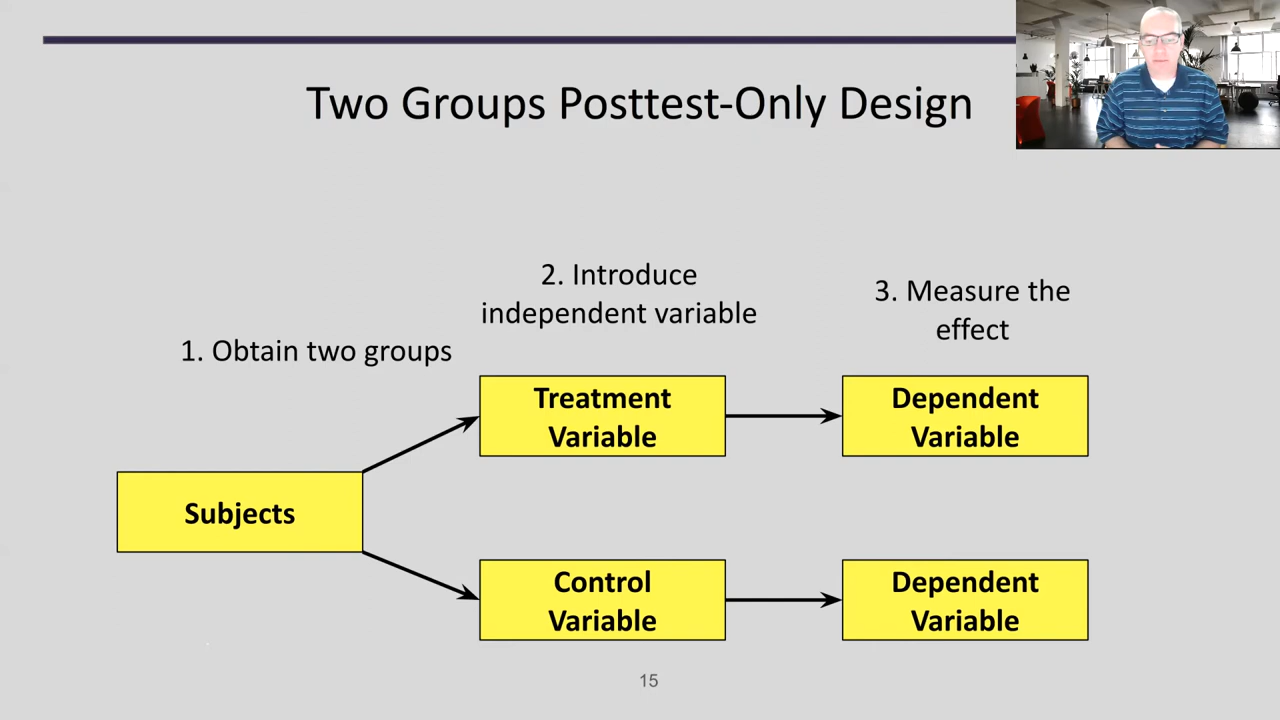 Two Groups Posttest-Only Design
2. Introduce
independent variable
3. Measure the
effect
1. Obtain two groups
Treatment
Variable
Dependent
Variable
Subjects
Control
Variable
Dependent
Variable
15